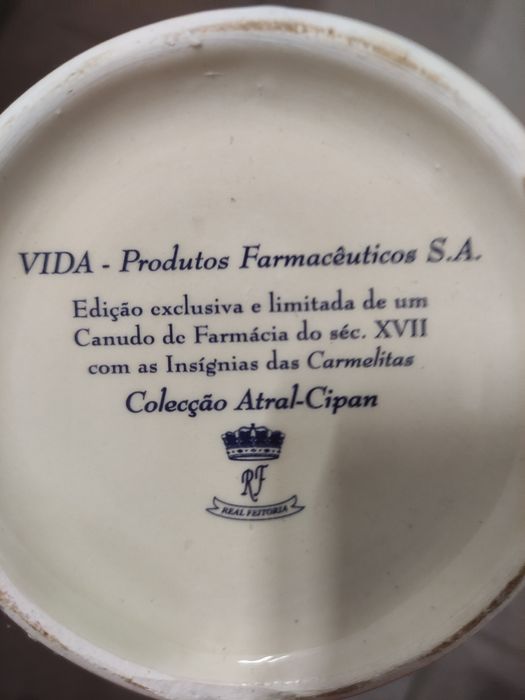 VIDA - Produtos Farmacêuticos S.A.
Edição exclusiva e limitada de um
Canudo de Farmácia do séc. XVII
com as Insígnias das Carmelitas
Colecção Atral-Cipan
RF
REAL FEITORIA